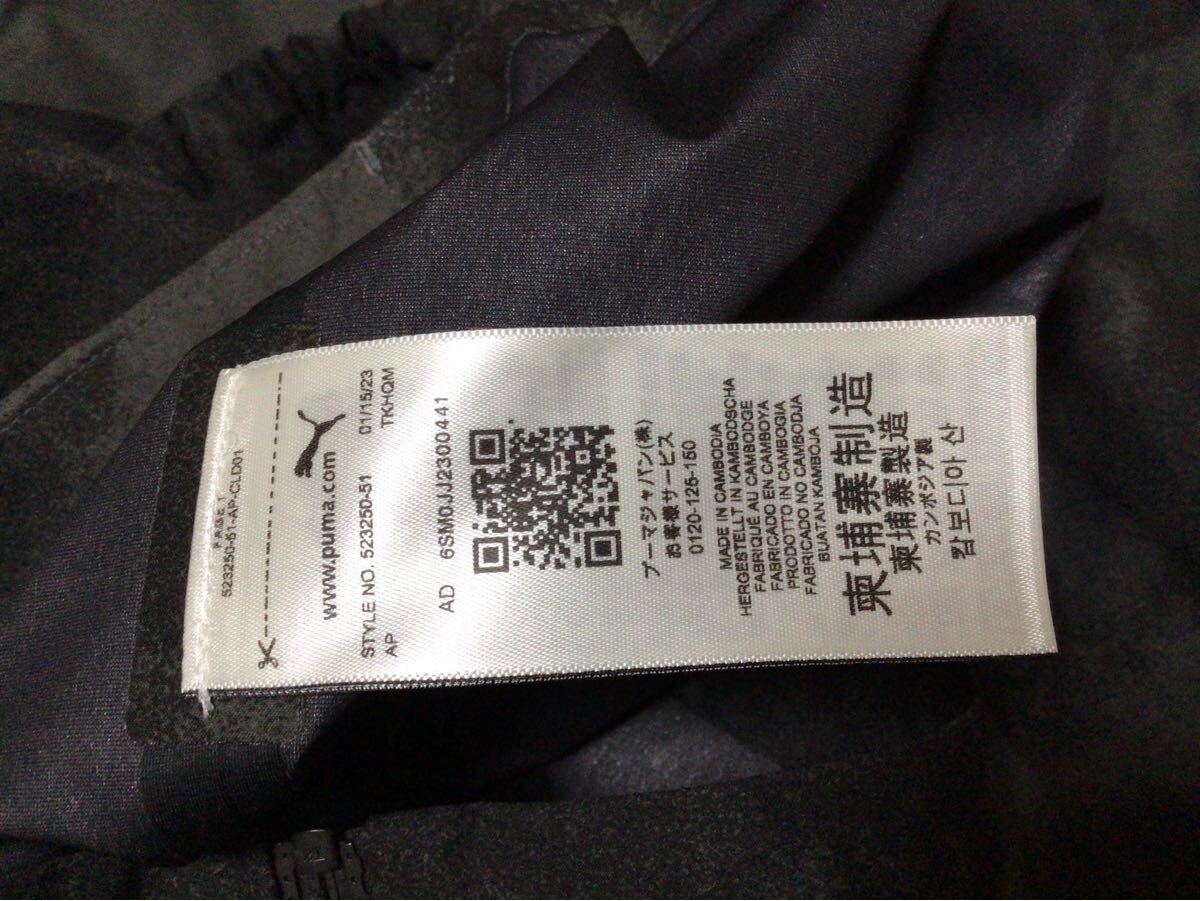 PAGE 1
523250-51-AP-CLD01
www.puma.com
STYLE NO. 523250-51 01/15/23
AP TKHQM
AD 6SM0JJ2300441
プーマジャパン(株)
お客様サービス
0120-125-150
MADE IN CAMBODIA
HERGESTELLT IN KAMBODSCHA
FABRIQUÉ AU CAMBODGE
FABRICADO EN CAMBOYA
PRODOTTO IN CAMBOGIA
FABRICADO NO CAMBODJA
BUATAN KAMBOJA
柬埔寨制造
柬埔寨製造
カンボジア製
캄보디아 산